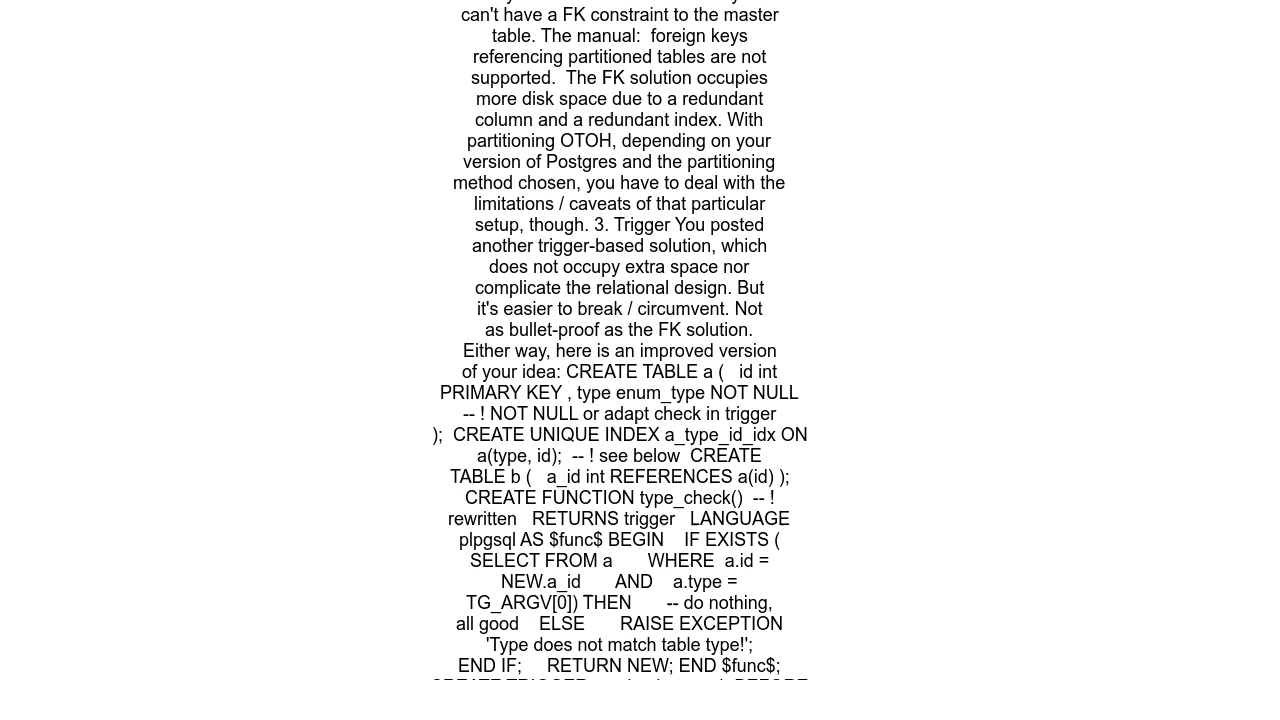 can't have a FK constraint to the master
table. The manual:  foreign keys
referencing partitioned tables are not
supported.  The FK solution occupies
more disk space due to a redundant
column and a redundant index. With
partitioning OTOH, depending on your
version of Postgres and the partitioning
method chosen, you have to deal with the
limitations / caveats of that particular
setup, though. 3. Trigger You posted
another trigger-based solution, which
does not occupy extra space nor
complicate the relational design. But
it's easier to break / circumvent. Not
as bullet-proof as the FK solution.
Either way, here is an improved version
of your idea: CREATE TABLE a (   id int
PRIMARY KEY , type enum_type NOT NULL
-- ! NOT NULL or adapt check in trigger
);  CREATE UNIQUE INDEX a_type_id_idx ON
a(type, id);  -- ! see below  CREATE
TABLE b (   a_id int REFERENCES a(id) );
CREATE FUNCTION type_check()  -- !
rewritten   RETURNS trigger   LANGUAGE
plpgsql AS $func$ BEGIN    IF EXISTS (
SELECT FROM a       WHERE  a.id =
NEW.a_id       AND    a.type =
TG_ARGV[0]) THEN       -- do nothing,
all good    ELSE       RAISE EXCEPTION
'Type does not match table type!';
END IF;     RETURN NEW; END $func$;